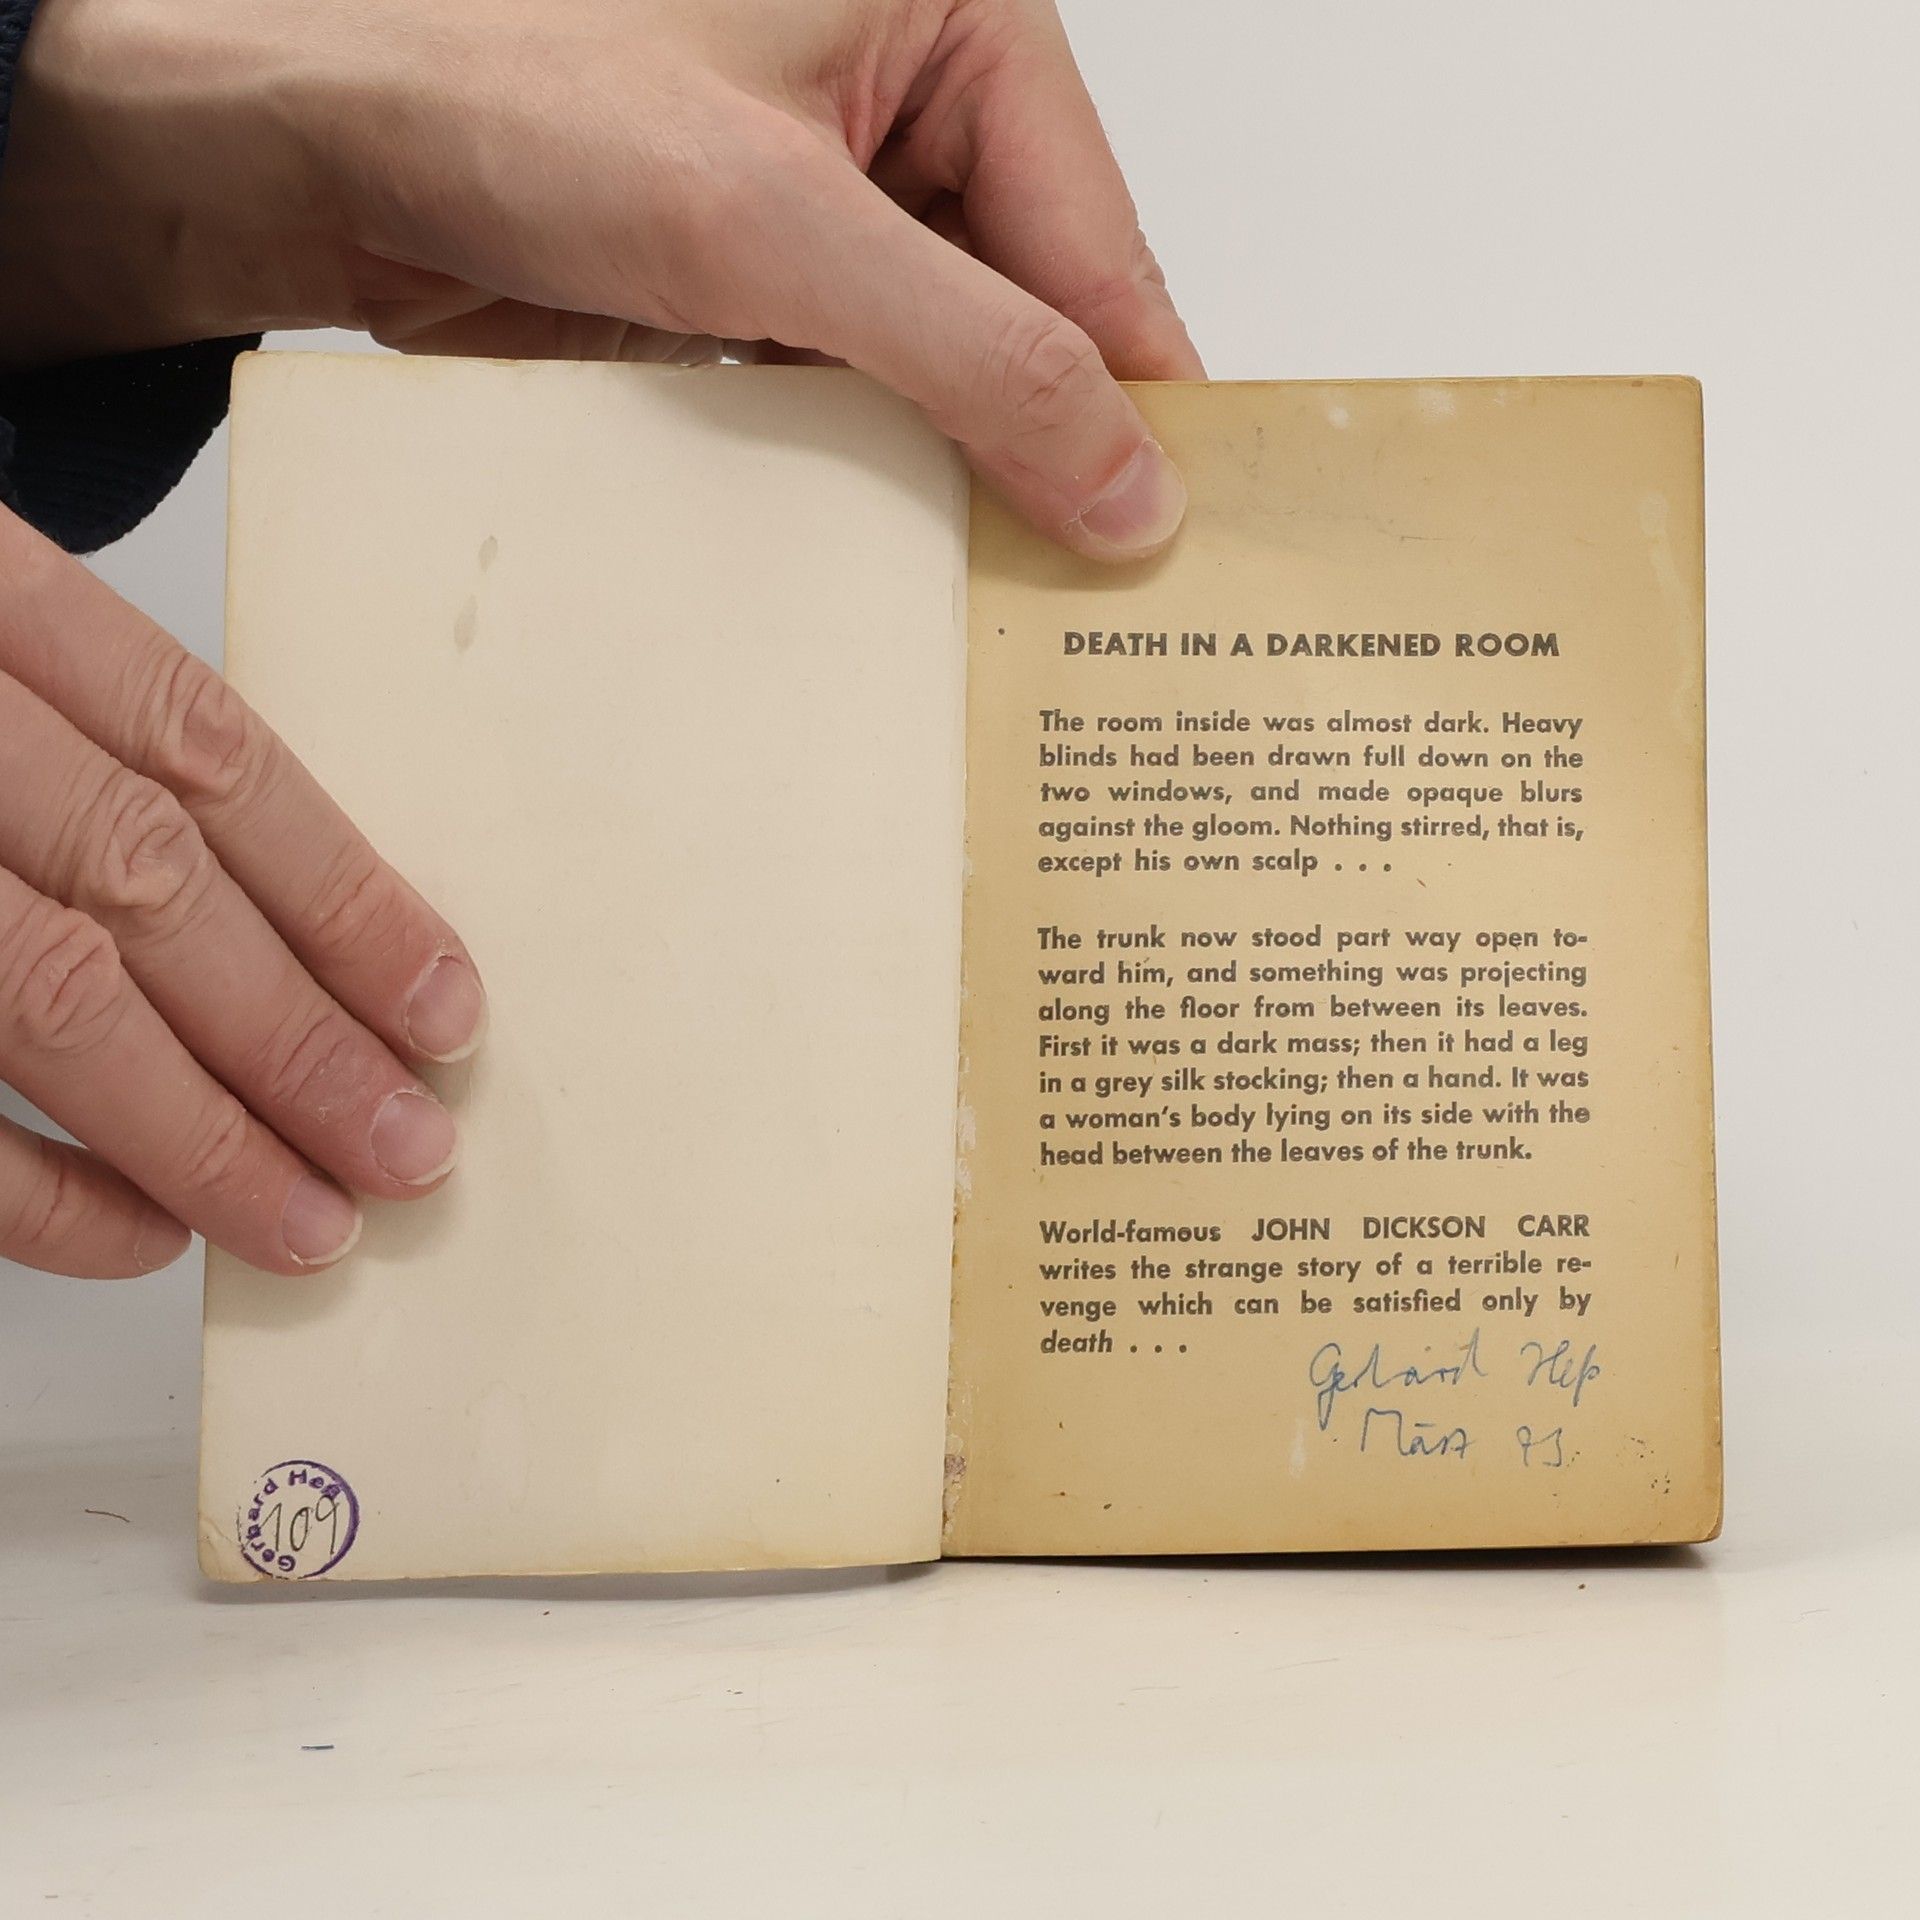 DEATH IN A DARKENED ROOM
The room inside was almost dark. Heavy
blinds had been drawn full down on the
two windows, and made opaque blurs
against the gloom. Nothing stirred, that is,
except his own scalp . . .
The trunk now stood part way open to-
ward him, and something was projecting
along the floor from between its leaves.
First it was a dark mass; then it had a leg
in a grey silk stocking; then a hand. It was
a woman's body lying on its side with the
head between the leaves of the trunk.
World-famous JOHN DICKSON CARR
writes the strange story of a terrible re-
venge which can be satisfied only by
death . . .
Gerhard Heß
März 73
Gerhard Heß
109